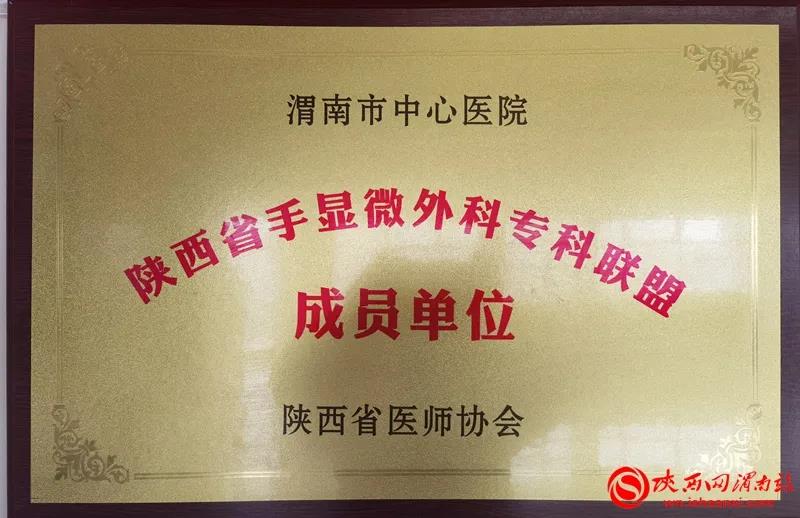 渭南市中心医院
陕西省手显微外科专科联盟
成员单位
陕西省医师协会
陕西网渭南站